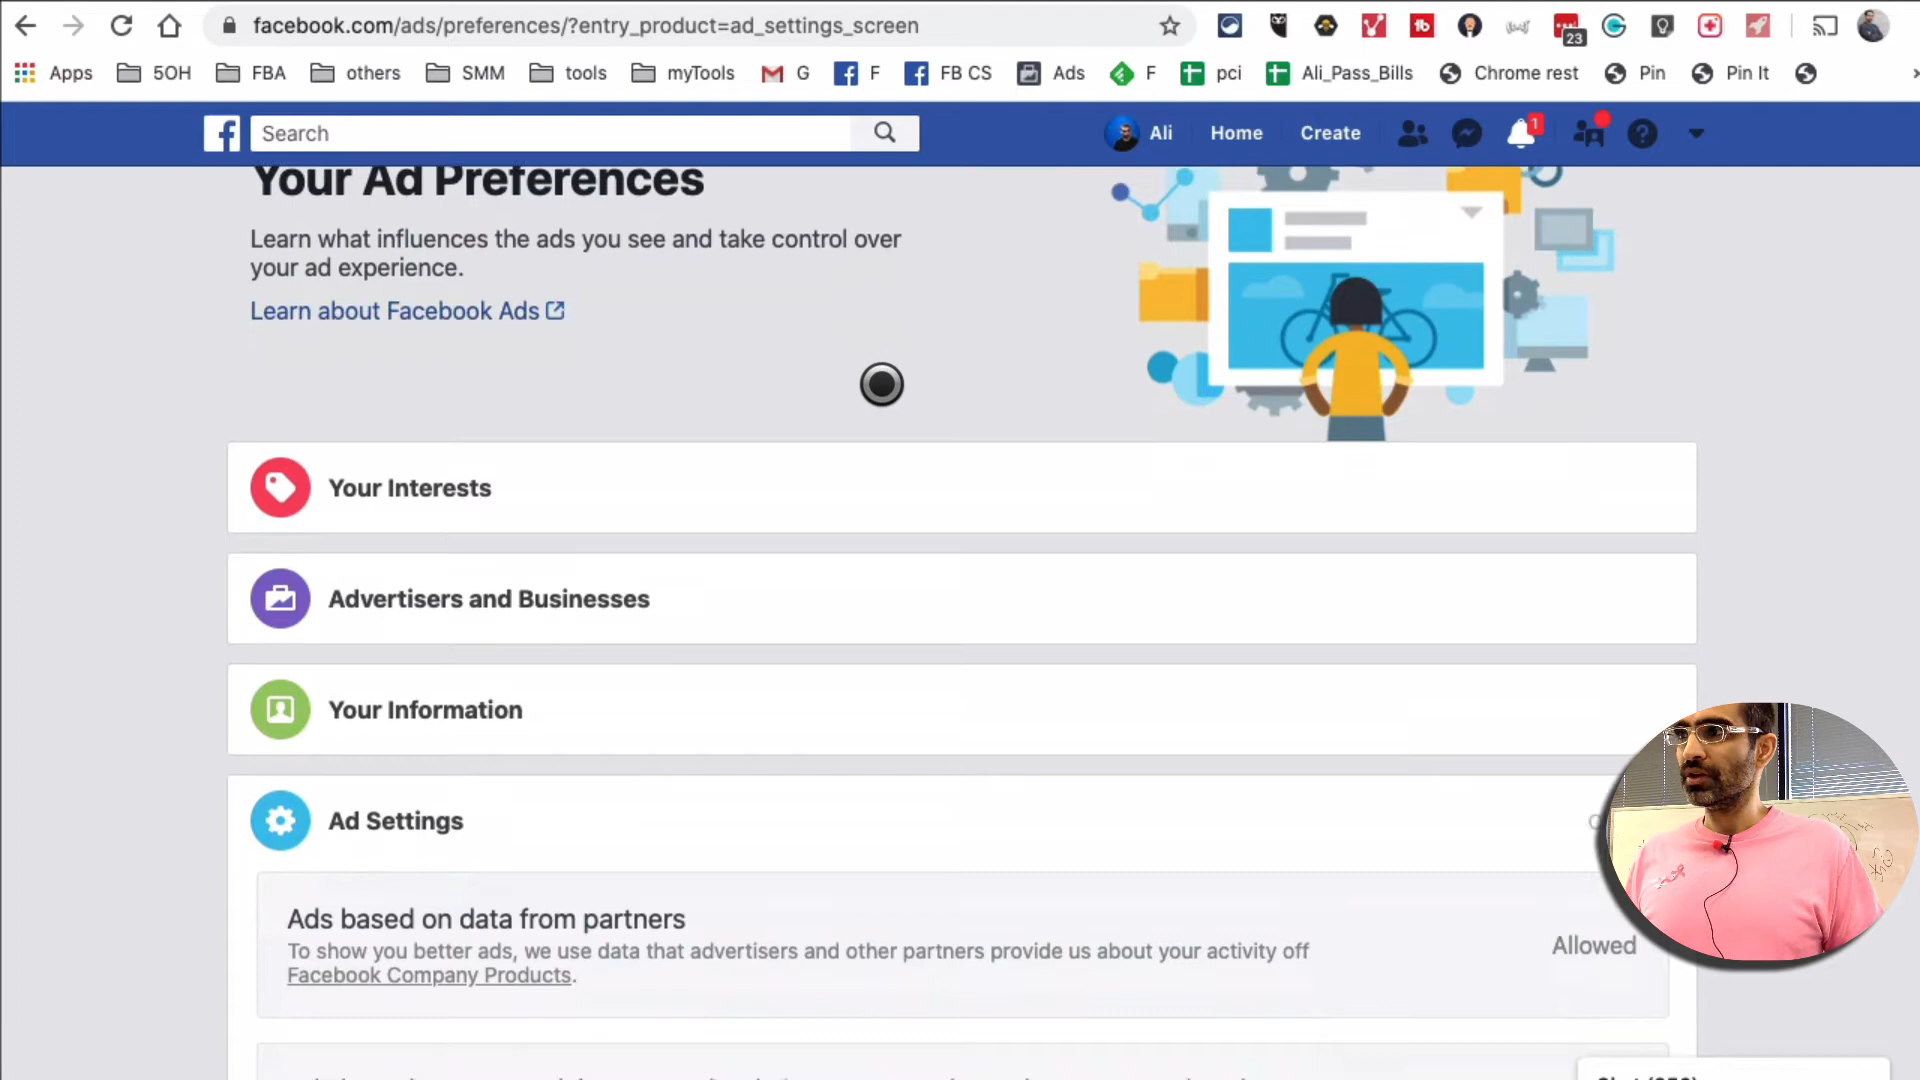 facebook.com/ads/preferences/?entry_product=ad_settings_screen
23
Apps 5OH FBA others SMM tools myTools G F FB CS Ads F pci Ali_Pass_Bills Chrome rest Pin Pin It
Search
Ali Home Create 1
Your Ad Preferences
Learn what influences the ads you see and take control over
your ad experience.
Learn about Facebook Ads
Your Interests
Advertisers and Businesses
Your Information
Ad Settings
Ads based on data from partners
To show you better ads, we use data that advertisers and other partners provide us about your activity off
Facebook Company Products.
Allowed